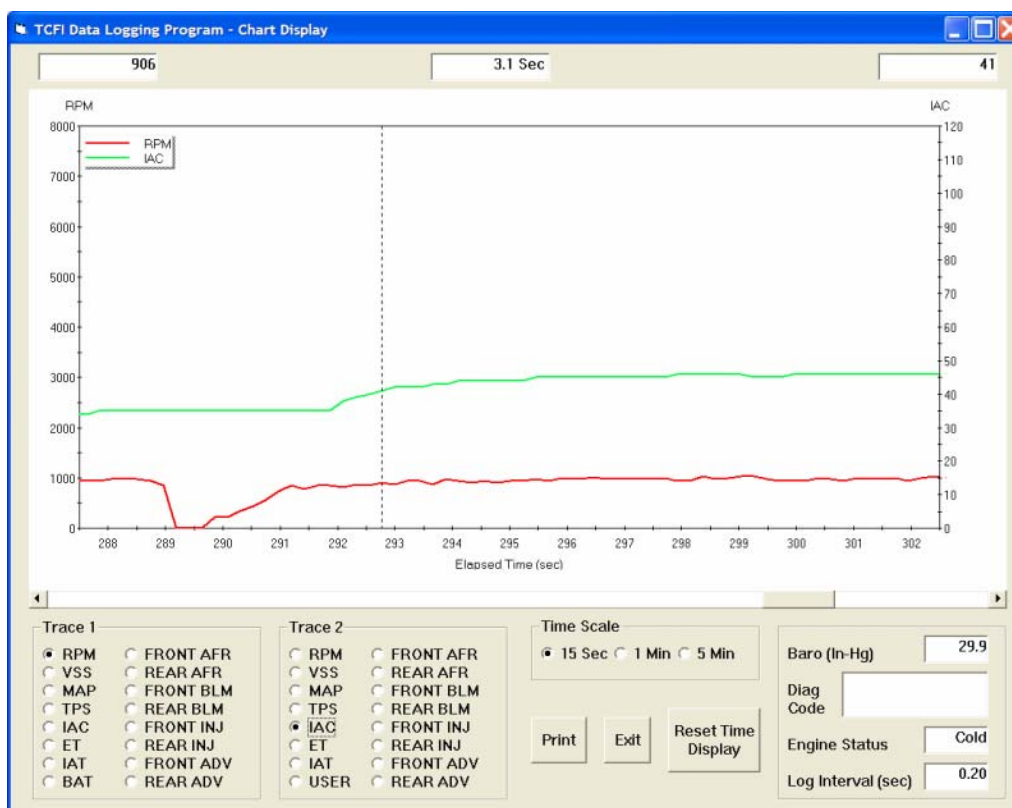 TCFI Data Logging Program - Chart Display
906 3.1 Sec 41
RPM IAC
RPM
IAC
8000
7000
6000
5000
4000
3000
2000
1000
0
120
110
100
90
80
70
60
50
40
30
20
10
0
288 289 290 291 292 293 294 295 296 297 298 299 300 301 302
Elapsed Time (sec)
Trace 1
RPM FRONT AFR
VSS REAR AFR
MAP FRONT BLM
TPS REAR BLM
IAC FRONT INJ
ET REAR INJ
IAT FRONT ADV
BAT REAR ADV
Trace 2
RPM FRONT AFR
VSS REAR AFR
MAP FRONT BLM
TPS REAR BLM
IAC FRONT INJ
ET REAR INJ
IAT FRONT ADV
USER REAR ADV
Time Scale
15 Sec 1 Min 5 Min
Print
Exit
Reset Time
Display
Baro (In-Hg) 29.9
Diag
Code
Engine Status Cold
Log Interval (sec) 0.20